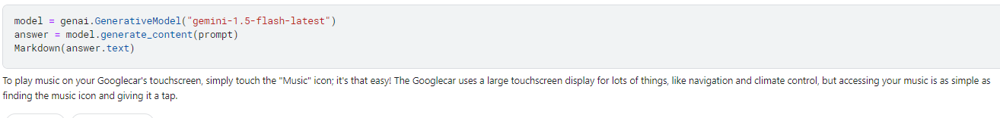 model = genai.GenerativeModel("gemini-1.5-flash-latest")
answer = model.generate_content(prompt)
Markdown(answer.text)
To play music on your Googlecar's touchscreen, simply touch the "Music" icon; it's that easy! The Googlecar uses a large touchscreen display for lots of things, like navigation and climate control, but accessing your music is as simple as
finding the music icon and giving it a tap.